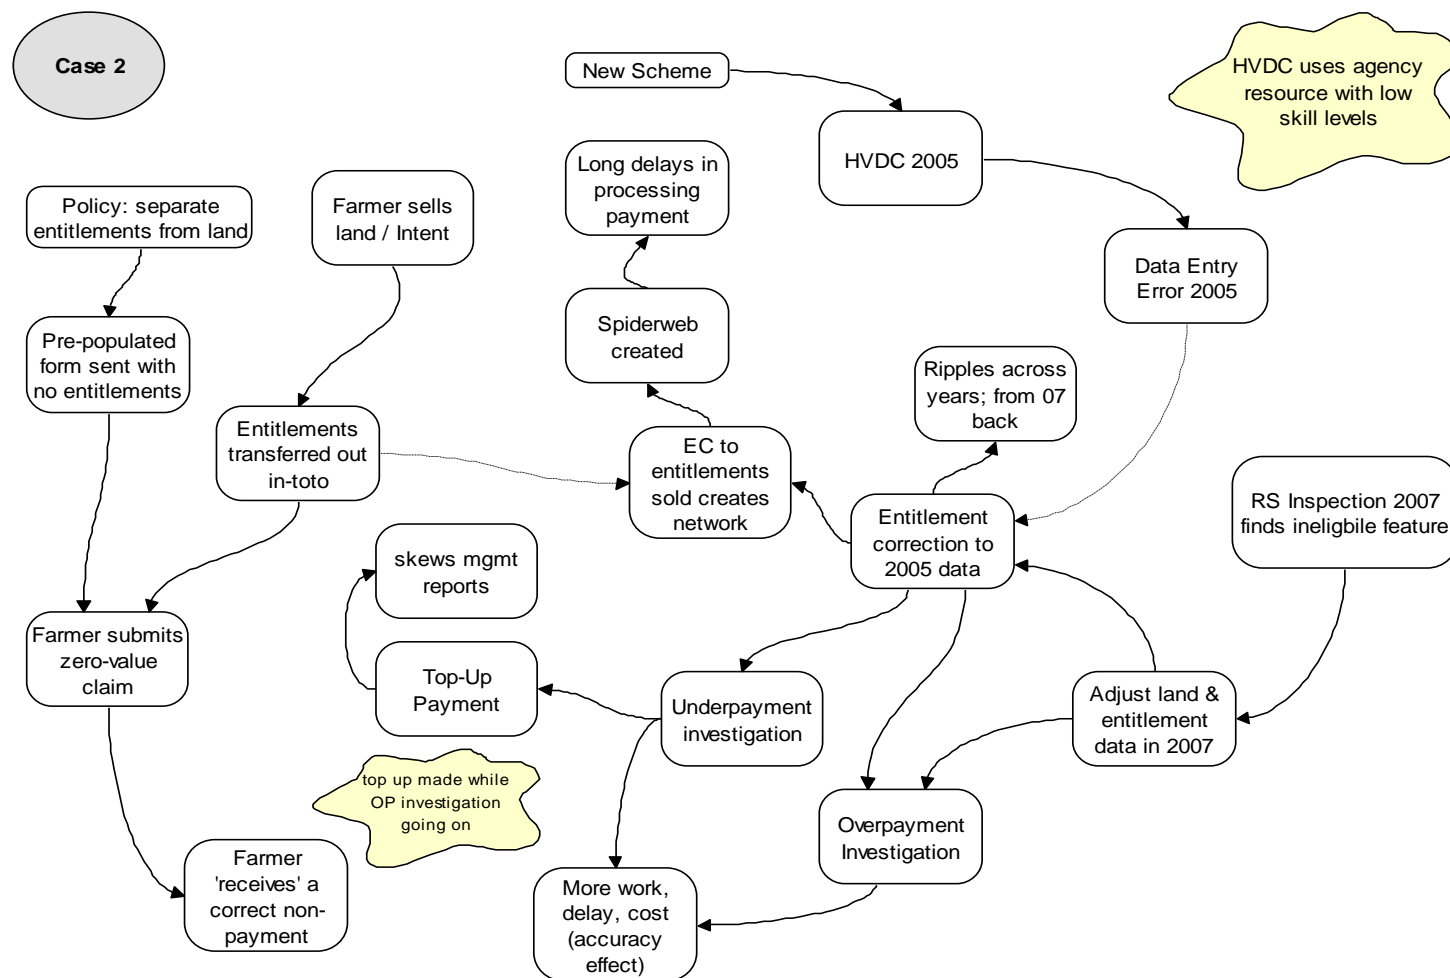 Case 2
New Scheme
HVDC uses agency
resource with low
skill levels
HVDC 2005
Long delays in
processing
payment
Policy: separate
entitlements from land
Farmer sells
land / Intent
Data Entry
Error 2005
Spiderweb
created
Pre-populated
form sent with
no entitlements
Ripples across
years; from 07
back
Entitlements
transferred out
in-toto
EC to
entitlements
sold creates
network
RS Inspection 2007
finds ineligbile feature
Entitlement
correction to
2005 data
skews mgmt
reports
Farmer submits
zero-value
claim
Top-Up
Payment
Underpayment
investigation
Adjust land &
entitlement
data in 2007
top up made while
OP investigation
going on
Overpayment
Investigation
Farmer
'receives' a
correct non-
payment
More work,
delay, cost
(accuracy
effect)